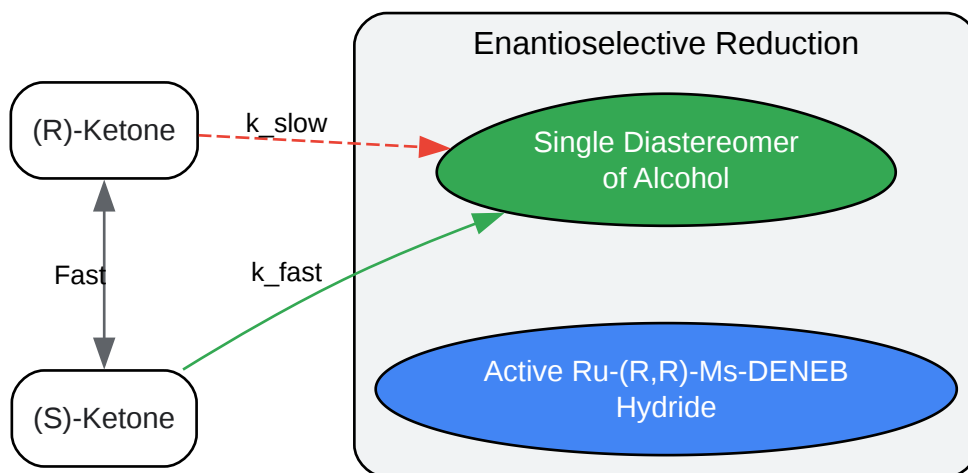 Enantioselective Reduction
(R)-Ketone
k_slow
Single Diastereomer
of Alcohol
Fast
k_fast
(S)-Ketone
Active Ru-(R,R)-Ms-DENEB
Hydride